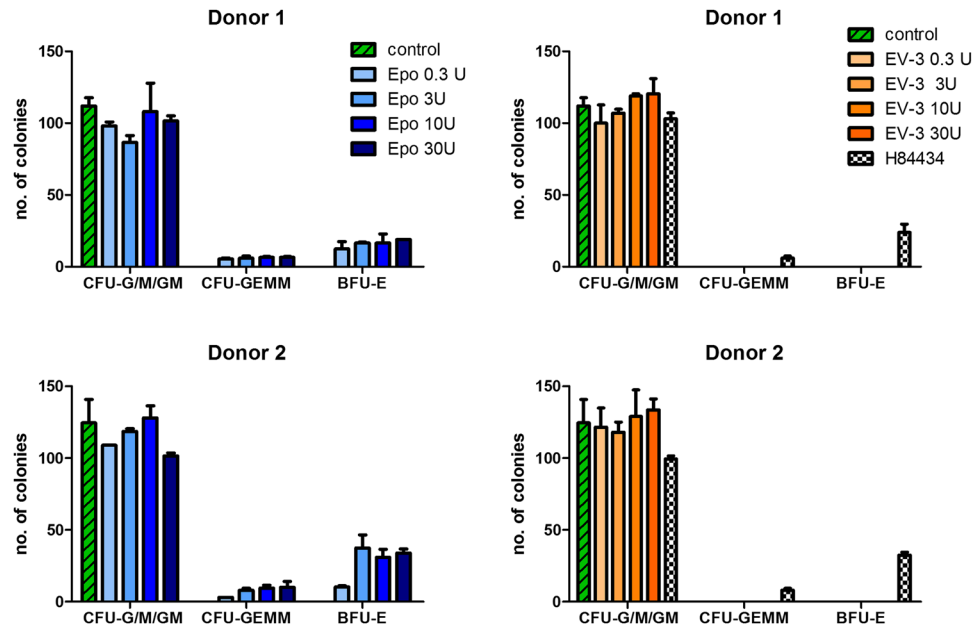 Donor 1
150
100
50
0
no. of colonies
control
Epo 0.3 U
Epo 3U
Epo 10U
Epo 30U
CFU-G/M/GM CFU-GEMM BFU-E
Donor 1
150
100
50
0
no. of colonies
control
EV-3 0.3 U
EV-3 3U
EV-3 10U
EV-3 30U
H84434
CFU-G/M/GM CFU-GEMM BFU-E
Donor 2
150
100
50
0
no. of colonies
CFU-G/M/GM CFU-GEMM BFU-E
Donor 2
150
100
50
0
no. of colonies
CFU-G/M/GM CFU-GEMM BFU-E